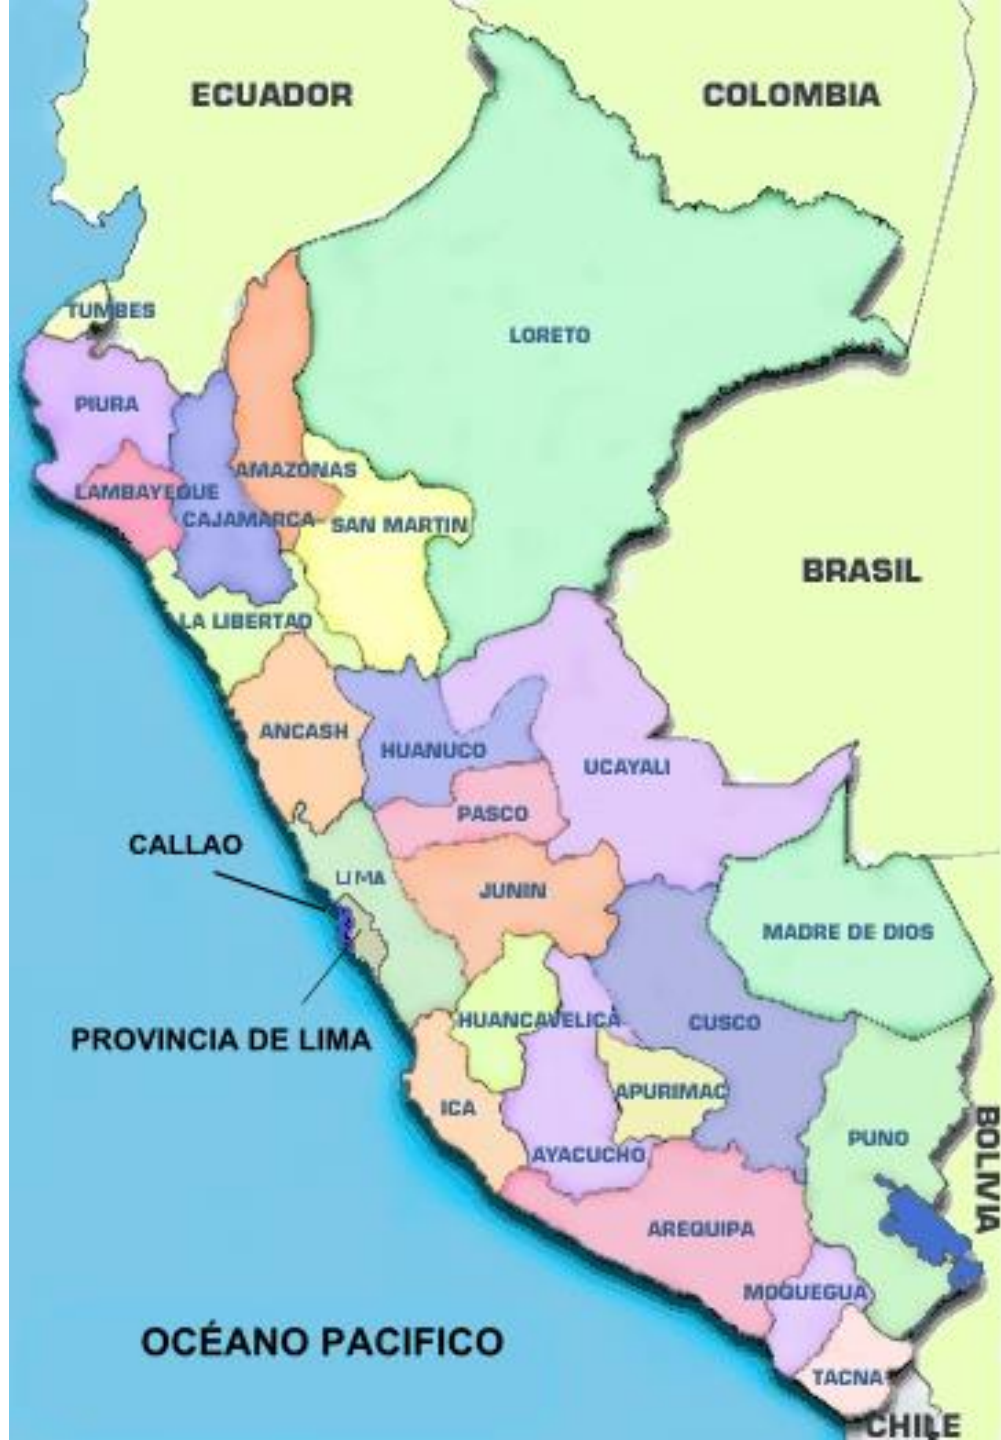 ECUADOR
COLOMBIA
TUMBES
LORETO
PIURA
AMAZONAS
LAMBAYEQUE
CAJAMARCA
SAN MARTIN
BRASIL
LA LIBERTAD
ANCASH
HUANUCO
UCAYALI
PASCO
CALLAO
LIMA
JUNIN
MADRE DE DIOS
HUANCAVELICA
CUSCO
PROVINCIA DE LIMA
APURIMAC
ICA
BOLIVIA
PUNO
AYACUCHO
AREQUIPA
MOQUEGUA
OCÉANO PACIFICO
TACNA
CHILE